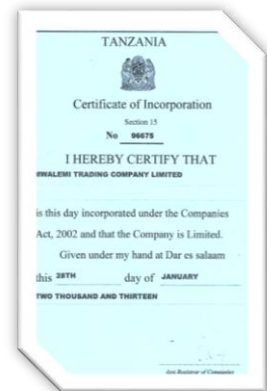 TANZANIA
Certificate of Incorporation
Section 15
No 96675
I HEREBY CERTIFY THAT
MWALEMI TRADING COMPANY LIMITED
is this day incorporated under the Companies
Act, 2002 and that the Company is Limited.
Given under my hand at Dar es salaam
this 28TH day of JANUARY
TWO THOUSAND AND THIRTEEN
Registrar of Companies